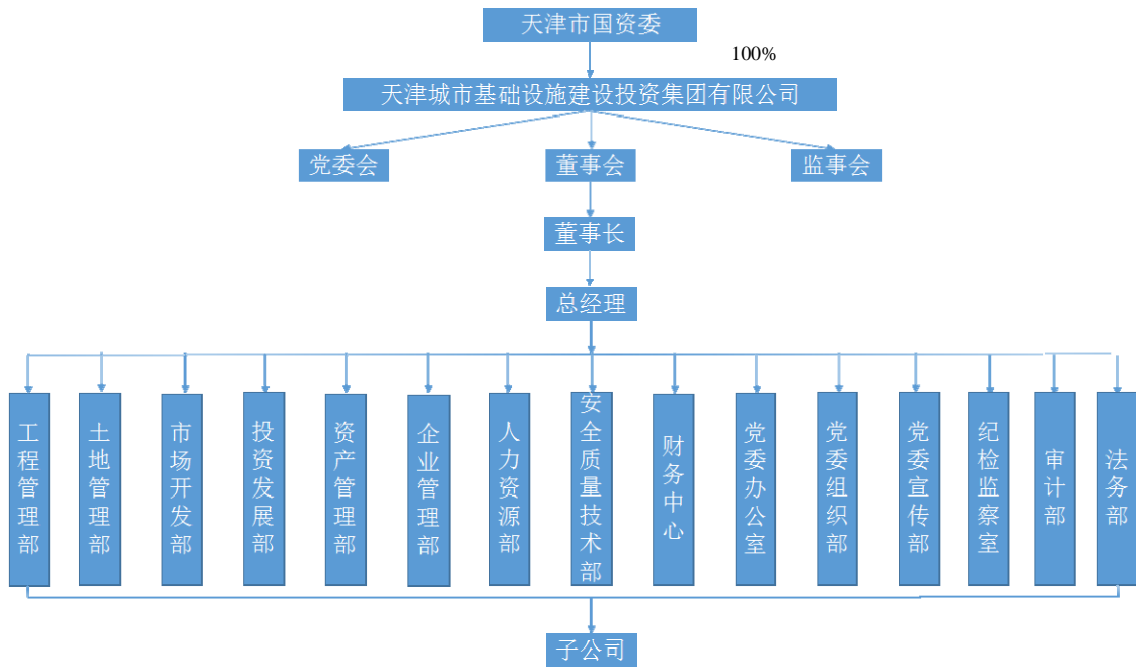 天津市国资委
100%
天津城市基础设施建设投资集团有限公司
党委会
董事会
监事会
董事长
总经理
工程管理部
土地管理部
市场开发部
投资发展部
资产管理部
企业管理部
人力资源部
安全质量技术部
财务中心
党委办公室
党委组织部
党委宣传部
纪检监察室
审计部
法务部
子公司